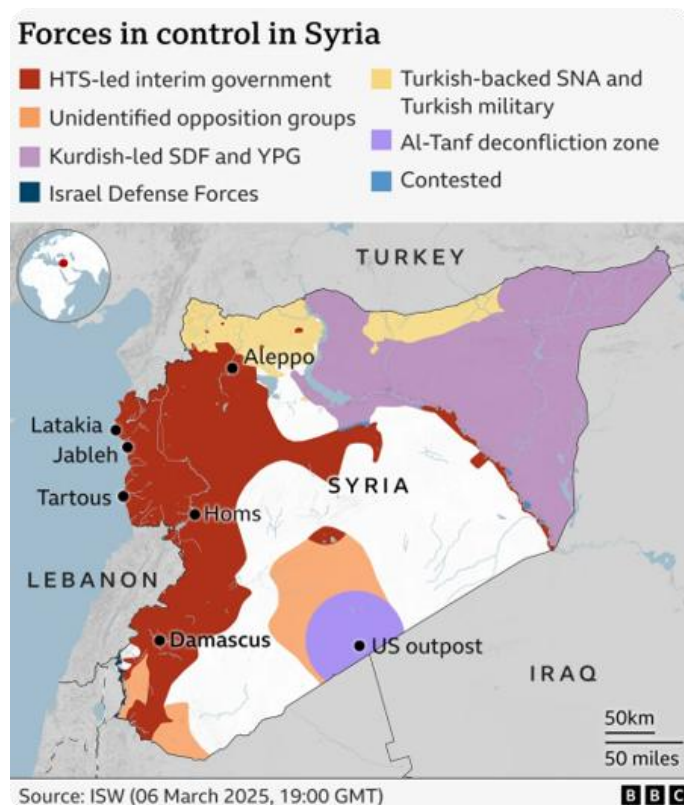 Forces in control in Syria
HTS-led interim government
Unidentified opposition groups
Kurdish-led SDF and YPG
Israel Defense Forces
Turkish-backed SNA and
Turkish military
Al-Tanf deconfliction zone
Contested
TURKEY
Aleppo
Latakia
Jableh
SYRIA
Tartous
Homs
LEBANON
Damascus
US outpost
IRAQ
50km
50 miles
Source: ISW (06 March 2025, 19:00 GMT)
BBC